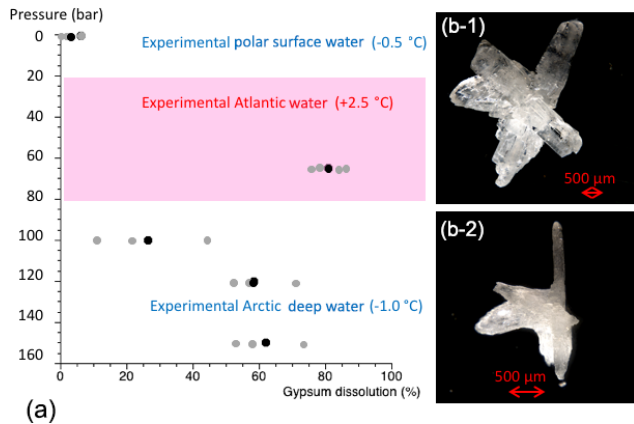 Pressure (bar)
0
20
40
60
80
100
120
140
160
Experimental polar surface water (-0.5 °C)
Experimental Atlantic water (+2.5 °C)
Experimental Arctic deep water (-1.0 °C)
0 20 40 60 80 100
Gypsum dissolution (%)
(a)
(b-1)
500 µm
(b-2)
500 µm